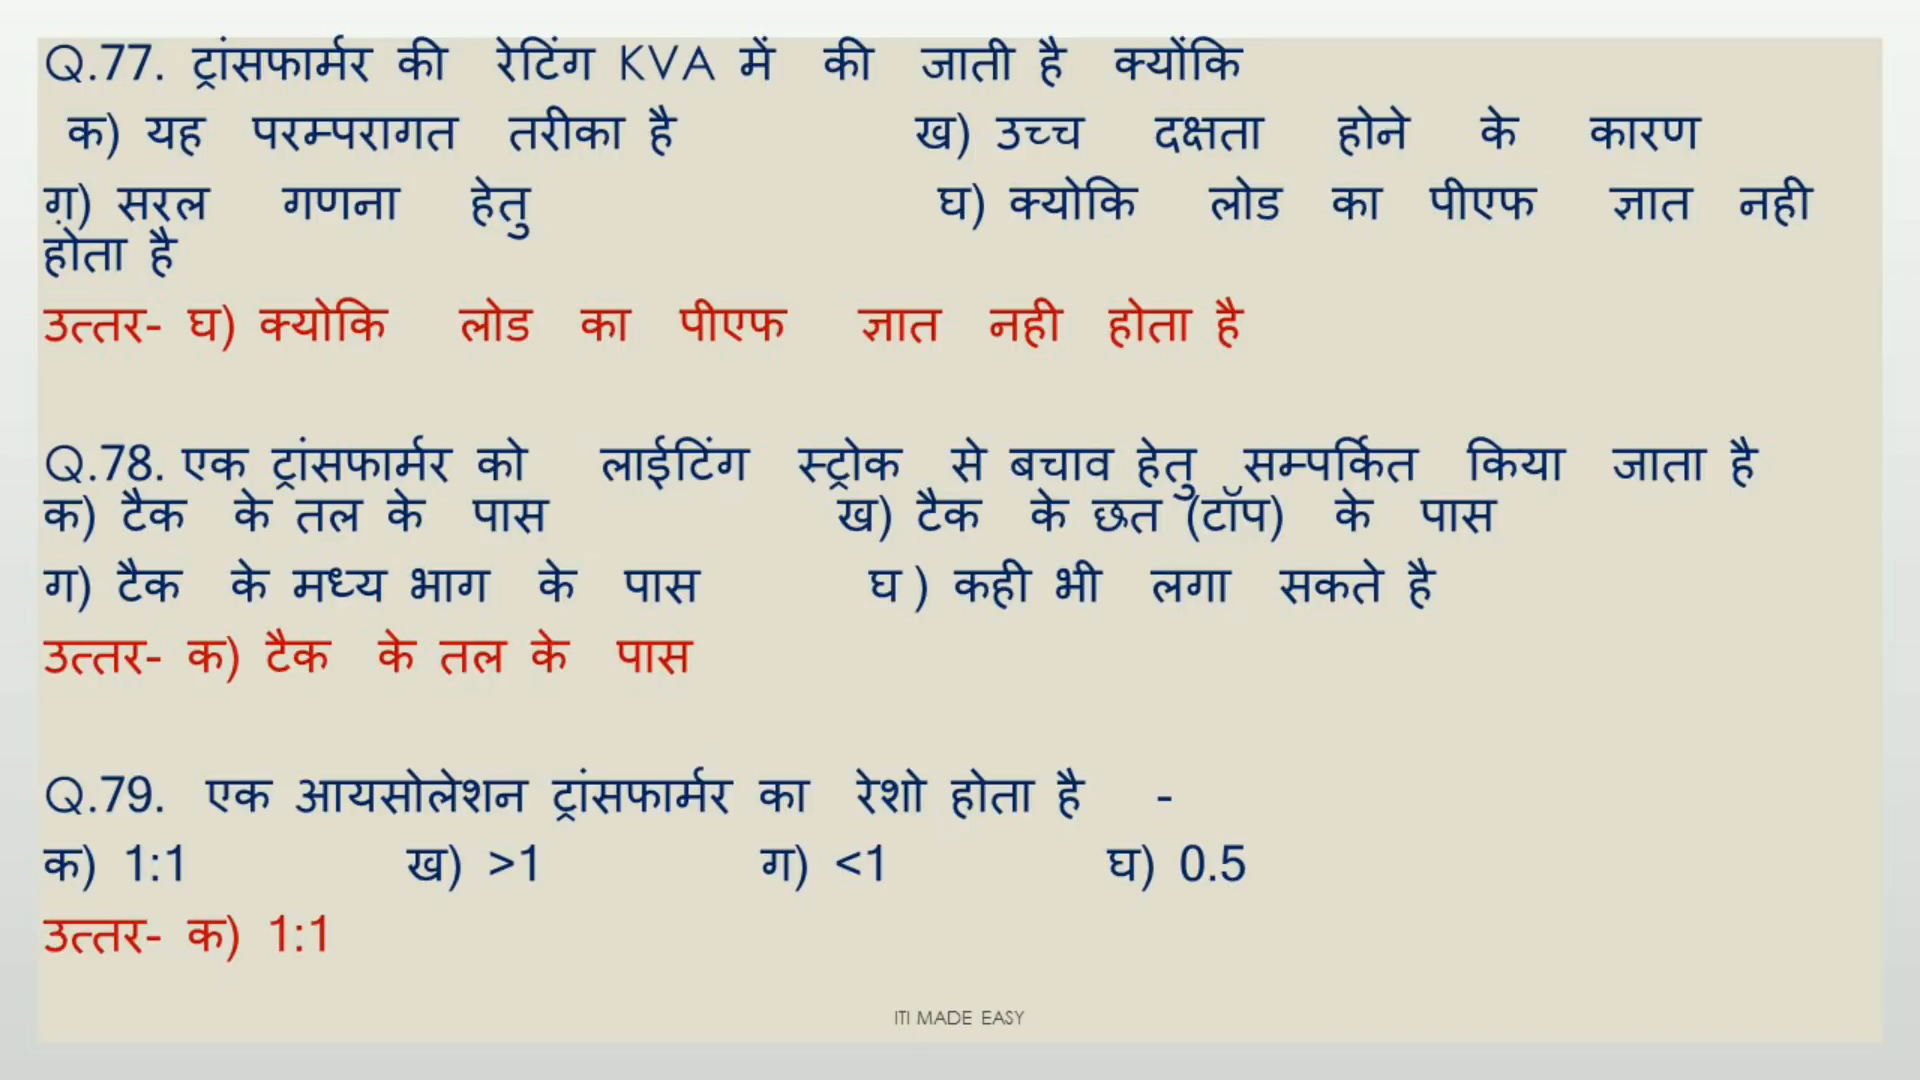 Q.77. ट्रांसफार्मर की रेटिंग KVA में की जाती है क्योंकि
क) यह परम्परागत तरीका है ख) उच्च दक्षता होने के कारण
ग़) सरल गणना हेतु घ) क्योकि लोड का पीएफ ज्ञात नही
होता है
उत्तर- घ) क्योकि लोड का पीएफ ज्ञात नही होता है
Q.78. एक ट्रांसफार्मर को लाईटिंग स्ट्रोक से बचाव हेतु सम्पर्कित किया जाता है
क) टैक के तल के पास ख) टैक के छत (टॉप) के पास
ग) टैक के मध्य भाग के पास घ ) कही भी लगा सकते है
उत्तर- क) टैक के तल के पास
Q.79. एक आयसोलेशन ट्रांसफार्मर का रेशो होता है -
क) 1:1 ख) >1 ग) <1 घ) 0.5
उत्तर- क) 1:1
ITI MADE EASY